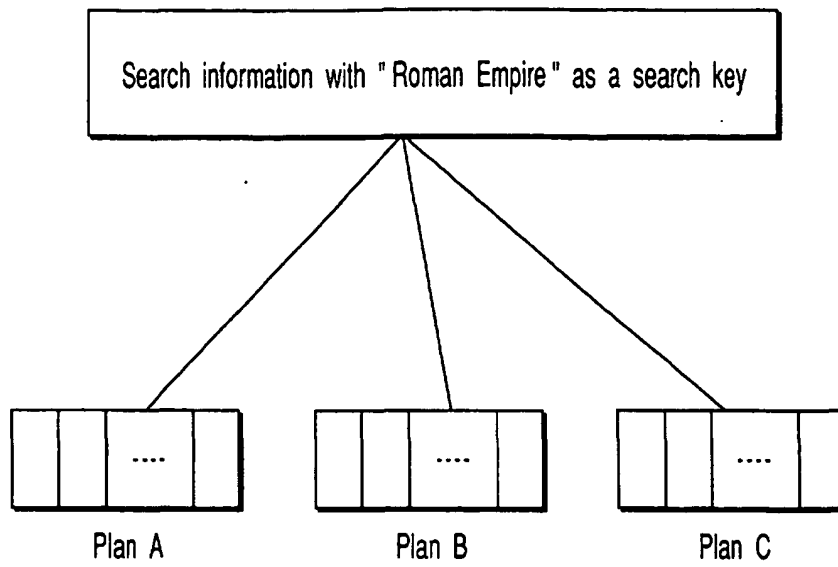 Search information with "Roman Empire" as a search key
.... .... ....
Plan A Plan B Plan C